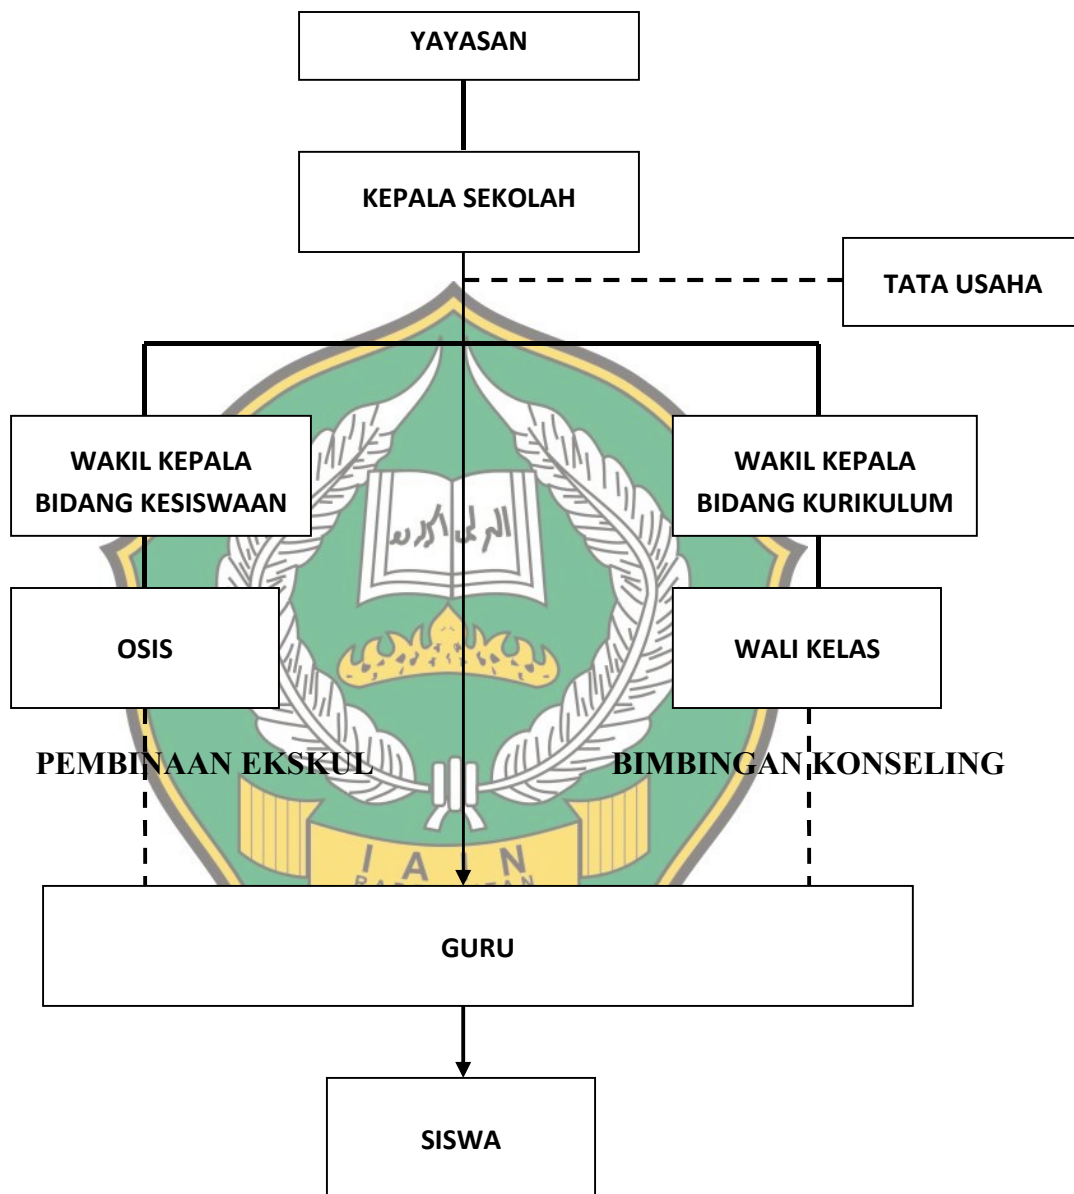 YAYASAN
KEPALA SEKOLAH
TATA USAHA
WAKIL KEPALA
BIDANG KESISWAAN
WAKIL KEPALA
BIDANG KURIKULUM
OSIS
WALI KELAS
PEMBINAAN EKSKUL
BIMBINGAN KONSELING
I A I N
GURU
SISWA